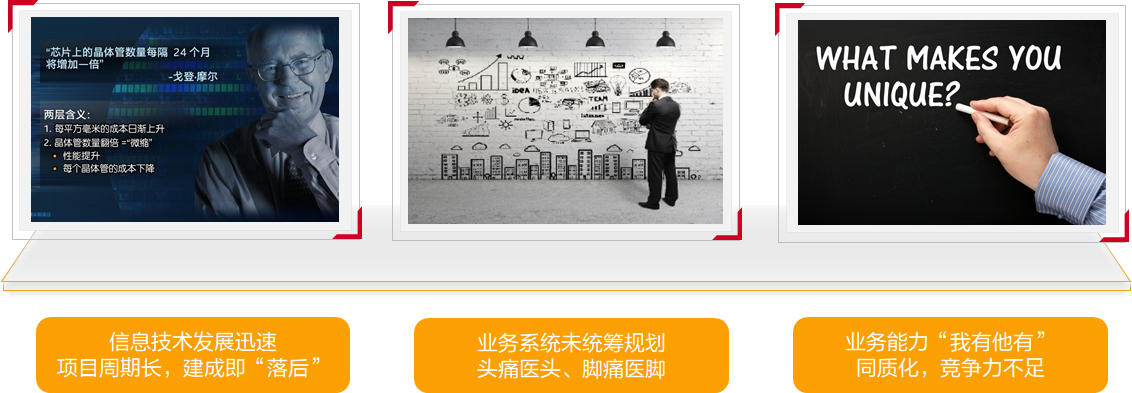 “芯片上的晶体管数量每隔 24 个月
将增加一倍”
-戈登·摩尔
两层含义：
1. 每平方毫米的成本日渐上升
2. 晶体管数量翻倍 =“微缩”
• 性能提升
• 每个晶体管的成本下降
IDEA
TEAM
WHAT MAKES YOU
UNIQUE?
信息技术发展迅速
项目周期长，建成即“落后”
业务系统未统筹规划
头痛医头、脚痛医脚
业务能力“我有他有”
同质化，竞争力不足